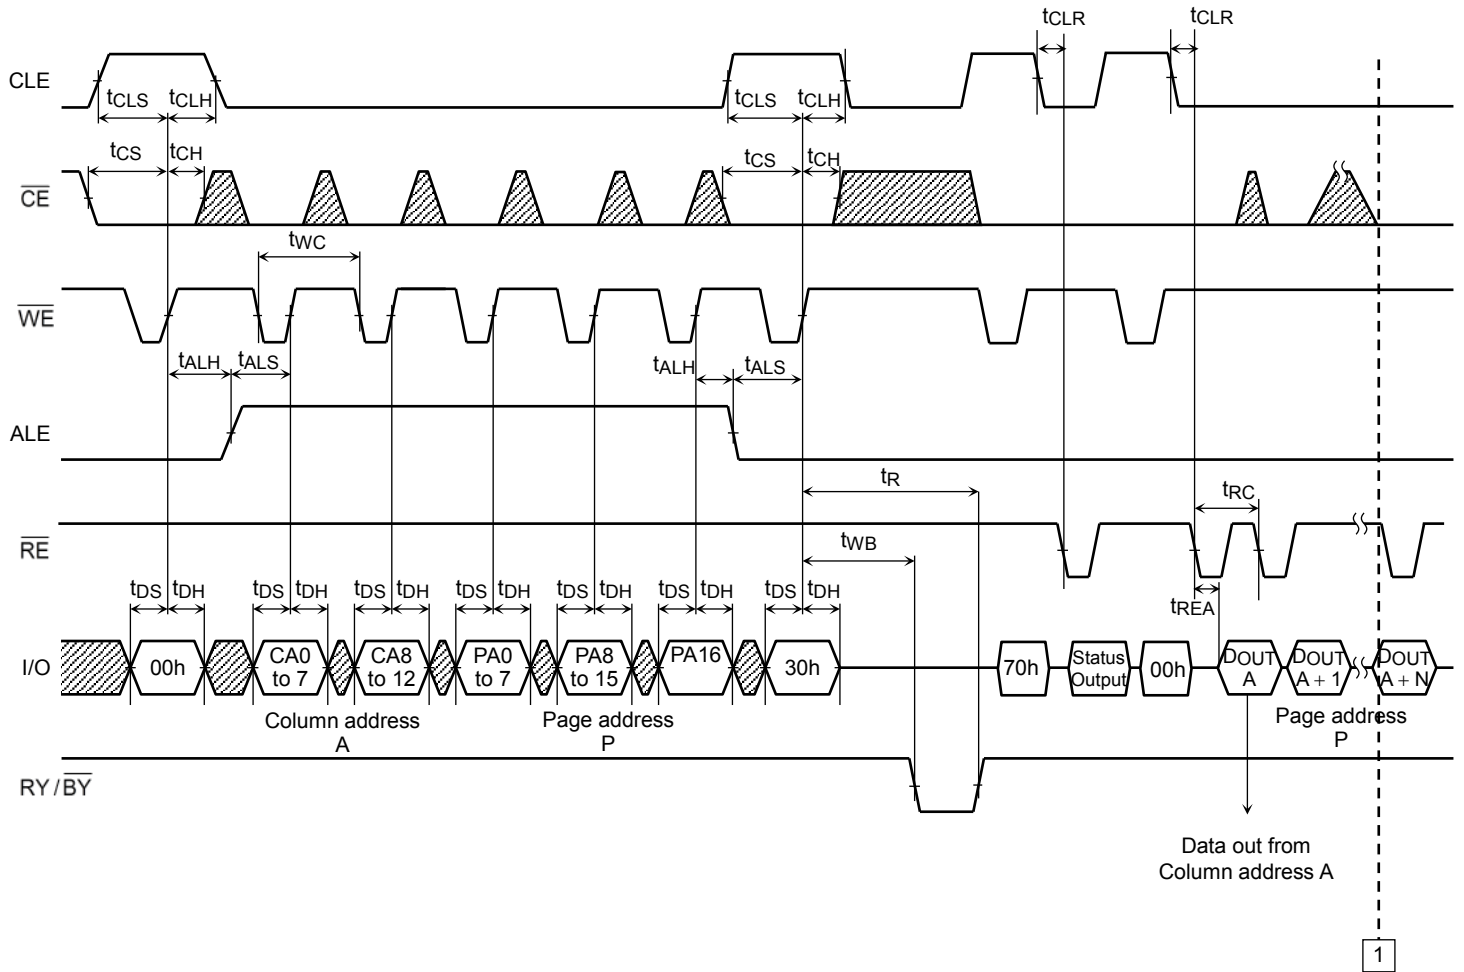 tCLR
tCLR
CLE
tCLS
tCLH
tCLS
tCLH
tCS
tCH
tCS
tCH
CE
tWC
WE
tALH
tALS
tALH
tALS
ALE
tR
tRC
RE
tWB
tDS
tDH
tDS
tDH
tDS
tDH
tDS
tDH
tDS
tDH
tDS
tDH
tDS
tDH
tREA
I/O
00h
CA0
to 7
CA8
to 12
PA0
to 7
PA8
to 15
PA16
30h
70h
Status
Output
00h
DOUT
A
DOUT
A + 1
DOUT
A + N
Column address
A
Page address
P
Page address
P
RY/BY
Data out from
Column address A
1